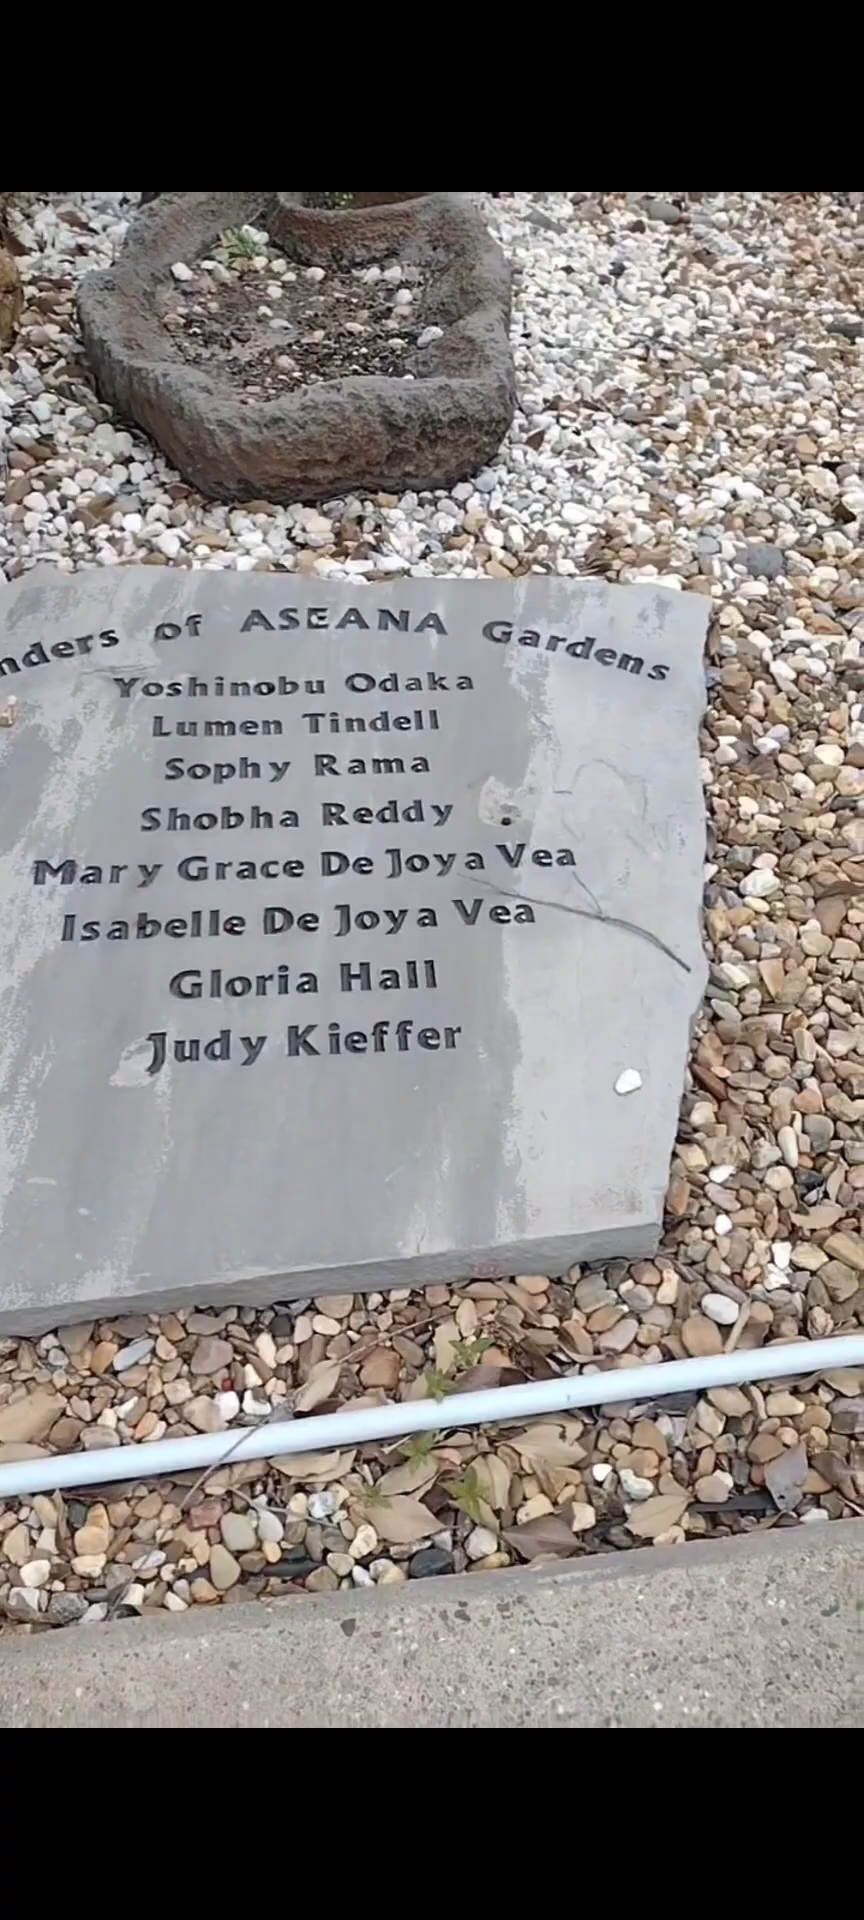 nders of ASEANA Gardens
Yoshinobu Odaka
Lumen Tindell
Sophy Rama
Shobha Reddy
Mary Grace De Joya Vea
Isabelle De Joya Vea
Gloria Hall
Judy Kieffer